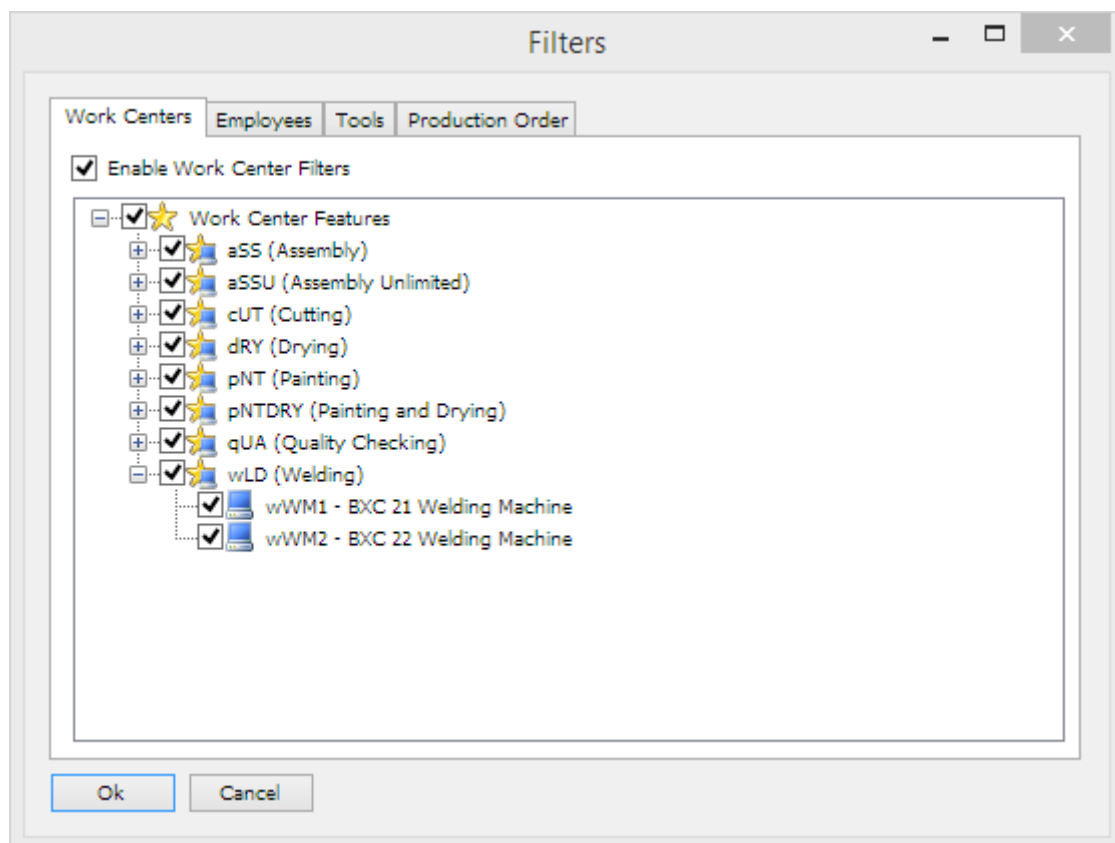 Filters
Work Centers Employees Tools Production Order
Enable Work Center Filters
Work Center Features
aSS (Assembly)
aSSU (Assembly Unlimited)
cUT (Cutting)
dRY (Drying)
pNT (Painting)
pNTDRY (Painting and Drying)
qUA (Quality Checking)
wLD (Welding)
wWM1 - BXC 21 Welding Machine
wWM2 - BXC 22 Welding Machine
Ok Cancel